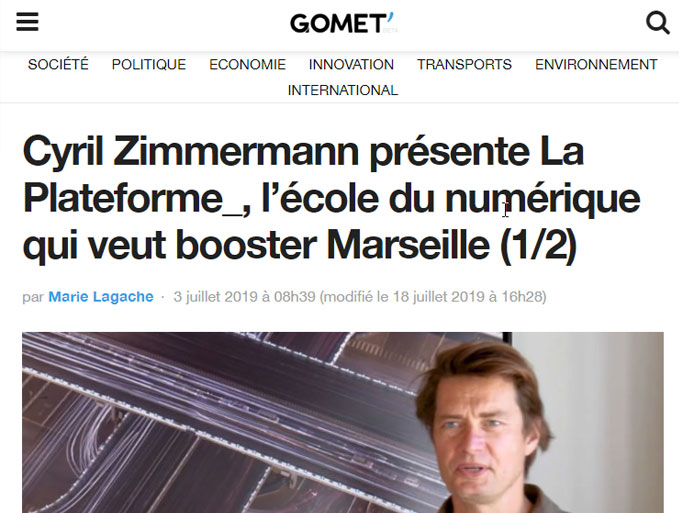 GOMET'
BETA
SOCIÉTÉ POLITIQUE ECONOMIE INNOVATION TRANSPORTS ENVIRONNEMENT
INTERNATIONAL
Cyril Zimmermann présente La
Plateforme_, l’école du numérique
qui veut booster Marseille (1/2)
par Marie Lagache · 3 juillet 2019 à 08h39 (modifié le 18 juillet 2019 à 16h28)